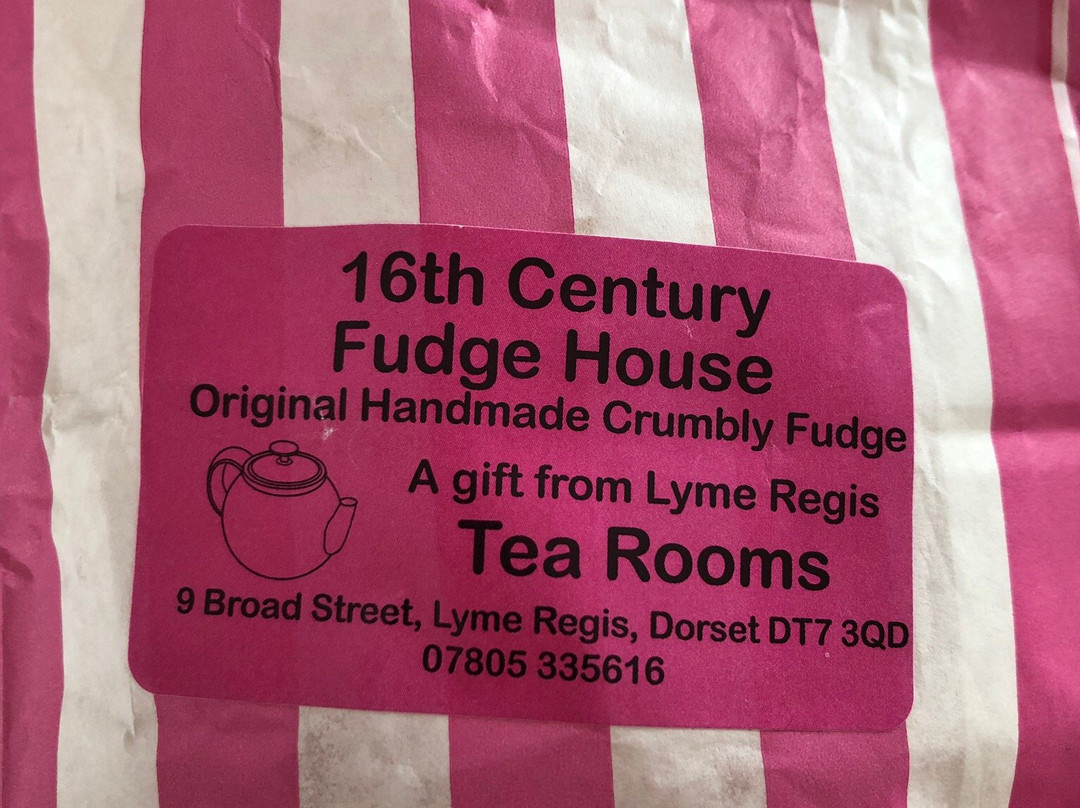 16th Century
Fudge House
Original Handmade Crumbly Fudge
A gift from Lyme Regis
Tea Rooms
9 Broad Street, Lyme Regis, Dorset DT7 3QD
07805 335616